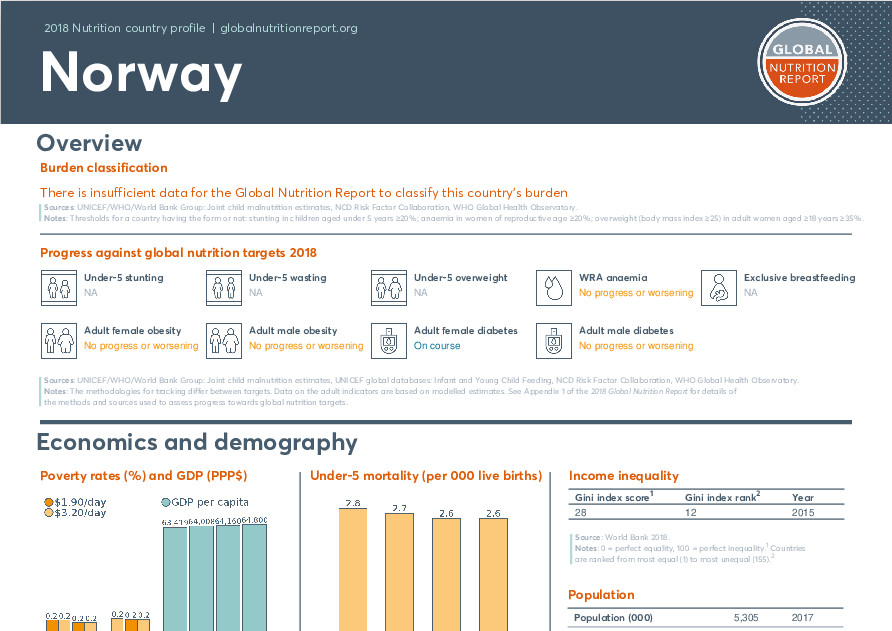 2018 Nutrition country profile | globalnutritionreport.org
Norway
GLOBAL
NUTRITION
REPORT
Overview
Burden classification
There is insufficient data for the Global Nutrition Report to classify this country's burden
Sources: UNICEF/WHO/World Bank Group: Joint child malnutrition estimates, NCD Risk Factor Collaboration, WHO Global Health Observatory.
Notes: Thresholds for a country having the form or not: stunting in children aged under 5 years ≥20%; anaemia in women of reproductive age ≥20%; overweight (body mass index ≥25) in adult women aged ≥18 years ≥35%.
Progress against global nutrition targets 2018
Under-5 stunting
NA
Under-5 wasting
NA
Under-5 overweight
NA
WRA anaemia
No progress or worsening
Exclusive breastfeeding
NA
Adult female obesity
No progress or worsening
Adult male obesity
No progress or worsening
Adult female diabetes
On course
Adult male diabetes
No progress or worsening
Sources: UNICEF/WHO/World Bank Group: Joint child malnutrition estimates, UNICEF global databases: Infant and Young Child Feeding, NCD Risk Factor Collaboration, WHO Global Health Observatory.
Notes: The methodologies for tracking differ between targets. Data on the adult indicators are based on modelled estimates. See Appendix 1 of the 2018 Global Nutrition Report for details of
the methods and sources used to assess progress towards global nutrition targets.
Economics and demography
Poverty rates (%) and GDP (PPP$)
$1.90/day
$3.20/day
GDP per capita
63,419 64,008 64,160 64,800
0.2 0.2 0.2 0.2 0.2 0.2 0.2
Under-5 mortality (per 000 live births)
2.8 2.7 2.6 2.6
Income inequality
Gini index score1 Gini index rank2 Year
28 12 2015
Source: World Bank 2018.
Notes: 0 = perfect equality, 100 = perfect inequality.1 Countries
are ranked from most equal (1) to most unequal (155).2
Population
Population (000) 5,305 2017